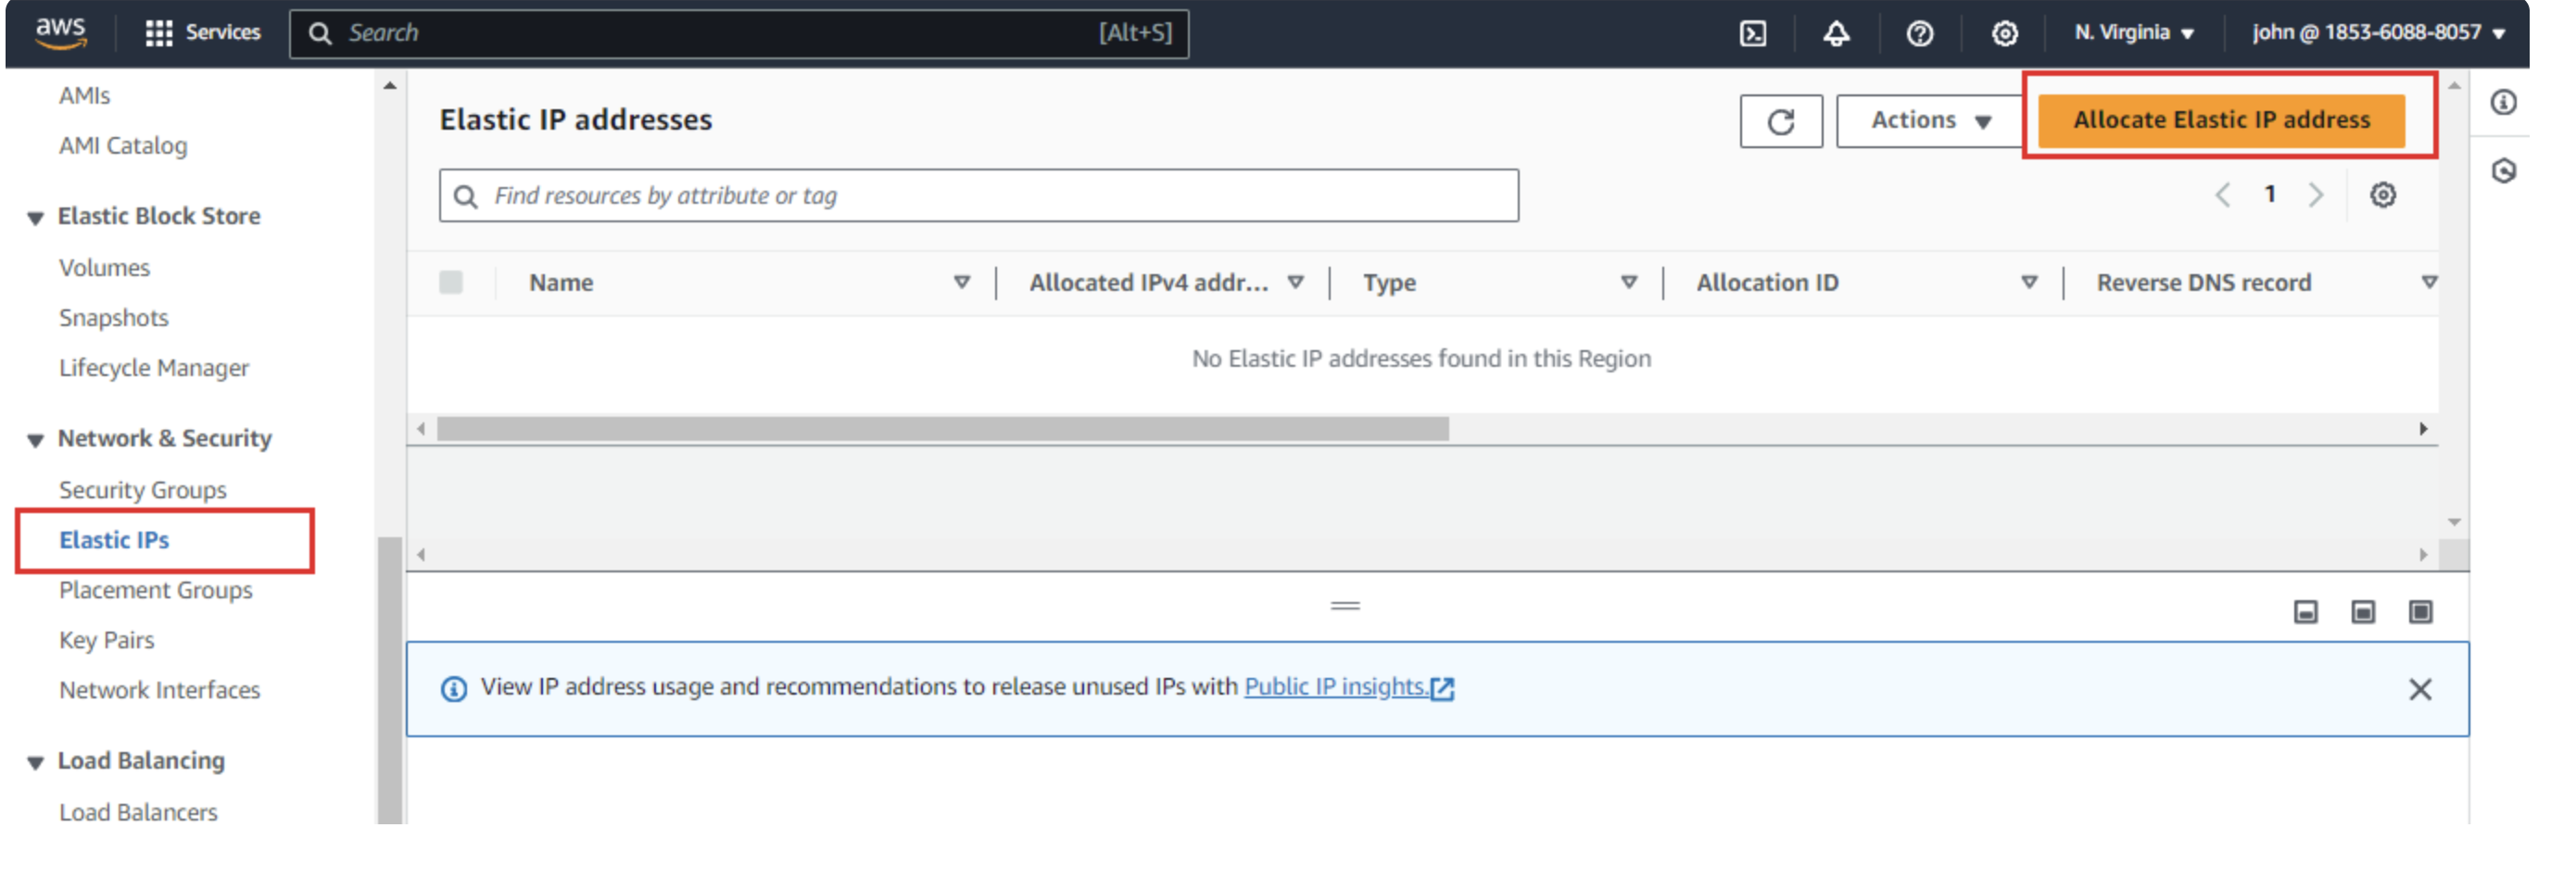 aws
Services
Search [Alt+S]
N. Virginia
john @ 1853-6088-8057
AMIs
AMI Catalog
Elastic Block Store
Volumes
Snapshots
Lifecycle Manager
Network & Security
Security Groups
Elastic IPs
Placement Groups
Key Pairs
Network Interfaces
Load Balancing
Load Balancers
Elastic IP addresses
Actions
Allocate Elastic IP address
Find resources by attribute or tag
1
Name
Allocated IPv4 addr...
Type
Allocation ID
Reverse DNS record
No Elastic IP addresses found in this Region
View IP address usage and recommendations to release unused IPs with Public IP insights.